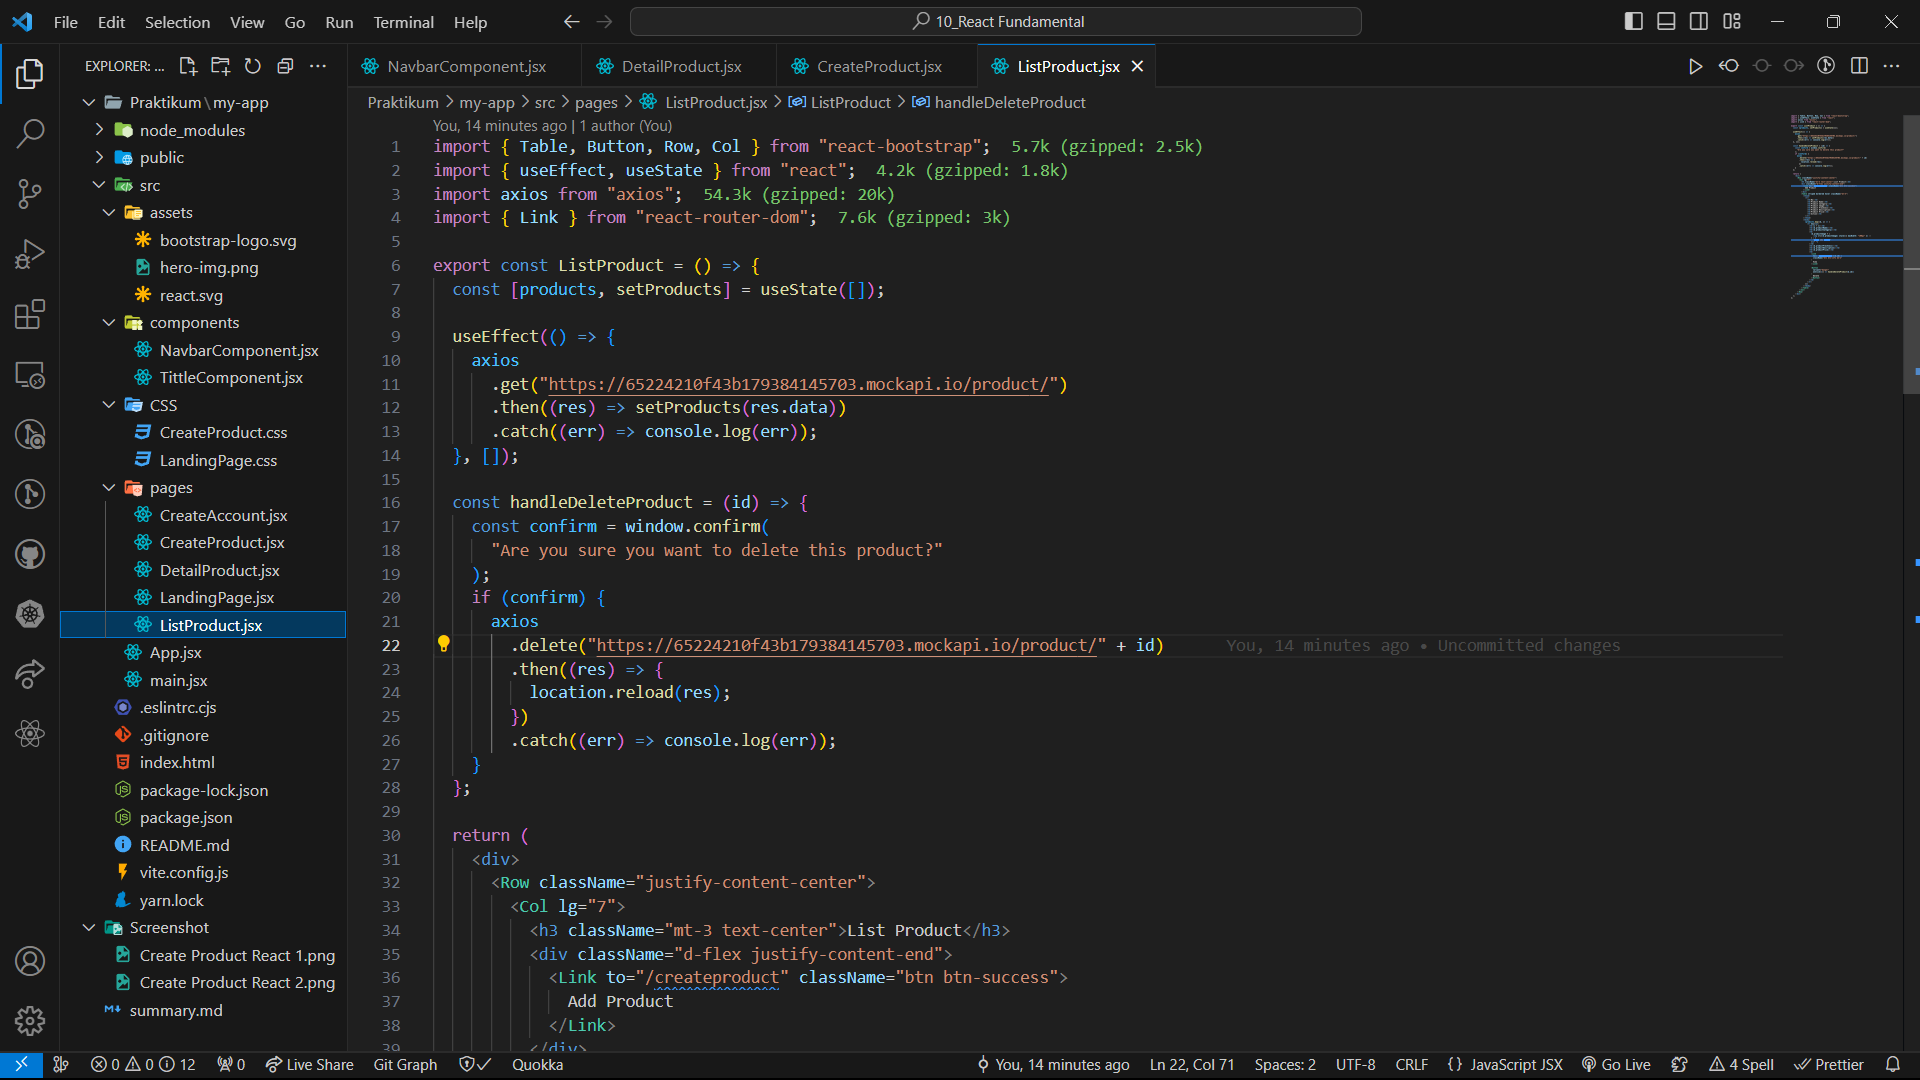 File Edit Selection View Go Run Terminal Help
10_React Fundamental
EXPLORER: ...
NavbarComponent.jsx
DetailProduct.jsx
CreateProduct.jsx
ListProduct.jsx
Praktikum\my-app
node_modules
public
src
assets
bootstrap-logo.svg
hero-img.png
react.svg
components
NavbarComponent.jsx
TittleComponent.jsx
CSS
CreateProduct.css
LandingPage.css
pages
CreateAccount.jsx
CreateProduct.jsx
DetailProduct.jsx
LandingPage.jsx
ListProduct.jsx
App.jsx
main.jsx
.eslintrc.cjs
.gitignore
index.html
package-lock.json
package.json
README.md
vite.config.js
yarn.lock
Screenshot
Create Product React 1.png
Create Product React 2.png
summary.md
Praktikum > my-app > src > pages > ListProduct.jsx > ListProduct > handleDeleteProduct
You, 14 minutes ago | 1 author (You)
1 import { Table, Button, Row, Col } from "react-bootstrap"; 5.7k (gzipped: 2.5k)
2 import { useEffect, useState } from "react"; 4.2k (gzipped: 1.8k)
3 import axios from "axios"; 54.3k (gzipped: 20k)
4 import { Link } from "react-router-dom"; 7.6k (gzipped: 3k)
5
6 export const ListProduct = () => {
7 const [products, setProducts] = useState([]);
8
9 useEffect(() => {
10 axios
11 .get("https://65224210f43b179384145703.mockapi.io/product/")
12 .then((res) => setProducts(res.data))
13 .catch((err) => console.log(err));
14 }, []);
15
16 const handleDeleteProduct = (id) => {
17 const confirm = window.confirm(
18 "Are you sure you want to delete this product?"
19 );
20 if (confirm) {
21 axios
22 .delete("https://65224210f43b179384145703.mockapi.io/product/" + id) You, 14 minutes ago • Uncommitted changes
23 .then((res) => {
24 location.reload(res);
25 })
26 .catch((err) => console.log(err));
27 }
28 };
29
30 return (
31 <div>
32 <Row className="justify-content-center">
33 <Col lg="7">
34 <h3 className="mt-3 text-center">List Product</h3>
35 <div className="d-flex justify-content-end">
36 <Link to="/createproduct" className="btn btn-success">
37 Add Product
38 </Link>
39 </div>
0 0 12 0 Live Share Git Graph Quokka You, 14 minutes ago Ln 22, Col 71 Spaces: 2 UTF-8 CRLF {} JavaScript JSX Go Live 4 Spell Prettier